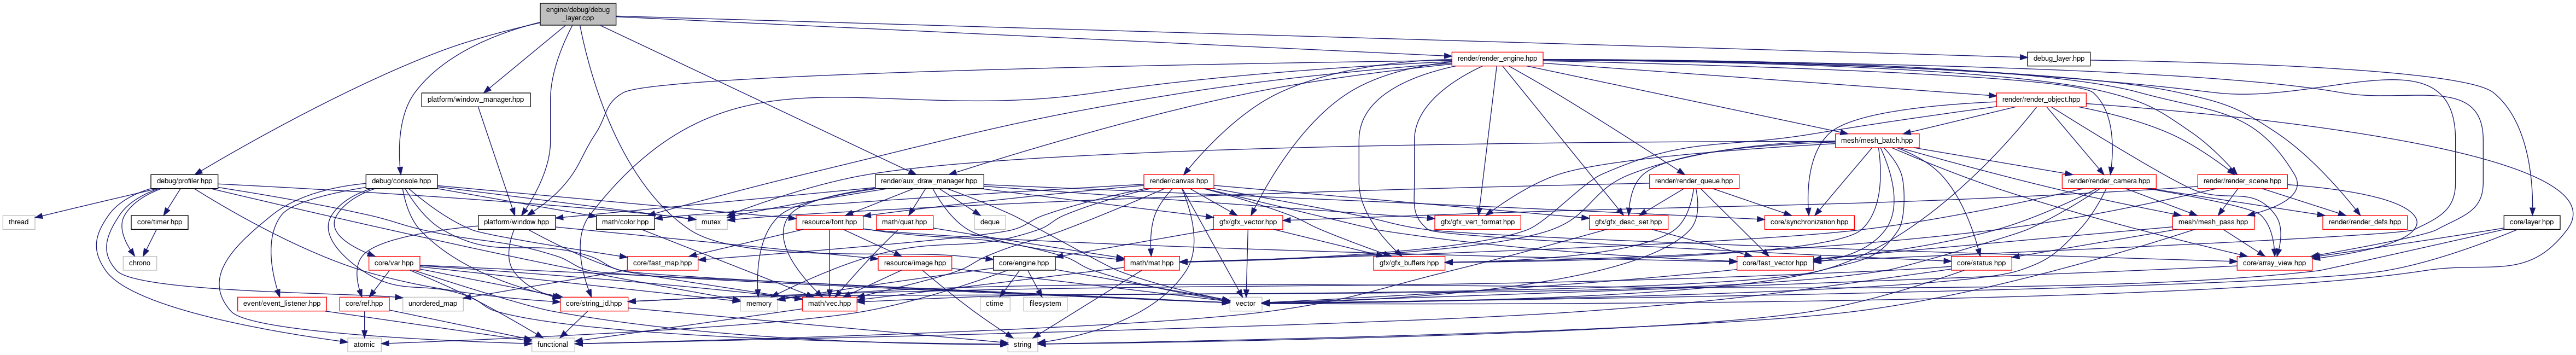 engine/debug/debug
_layer.cpp
render/render_engine.hpp
debug_layer.hpp
platform/window_manager.hpp
render/render_object.hpp
mesh/mesh_batch.hpp
debug/profiler.hpp
debug/console.hpp
render/aux_draw_manager.hpp
render/canvas.hpp
render/render_queue.hpp
render/render_camera.hpp
render/render_scene.hpp
thread
core/timer.hpp
platform/window.hpp
math/color.hpp
mutex
resource/font.hpp
math/quat.hpp
deque
gfx/gfx_vector.hpp
core/synchronization.hpp
gfx/gfx_vert_format.hpp
gfx/gfx_desc_set.hpp
mesh/mesh_pass.hpp
render/render_defs.hpp
core/layer.hpp
chrono
core/var.hpp
core/fast_map.hpp
resource/image.hpp
core/engine.hpp
math/mat.hpp
gfx/gfx_buffers.hpp
core/fast_vector.hpp
core/status.hpp
core/array_view.hpp
event/event_listener.hpp
core/ref.hpp
unordered_map
core/string_id.hpp
memory
math/vec.hpp
ctime
filesystem
vector
atomic
functional
string